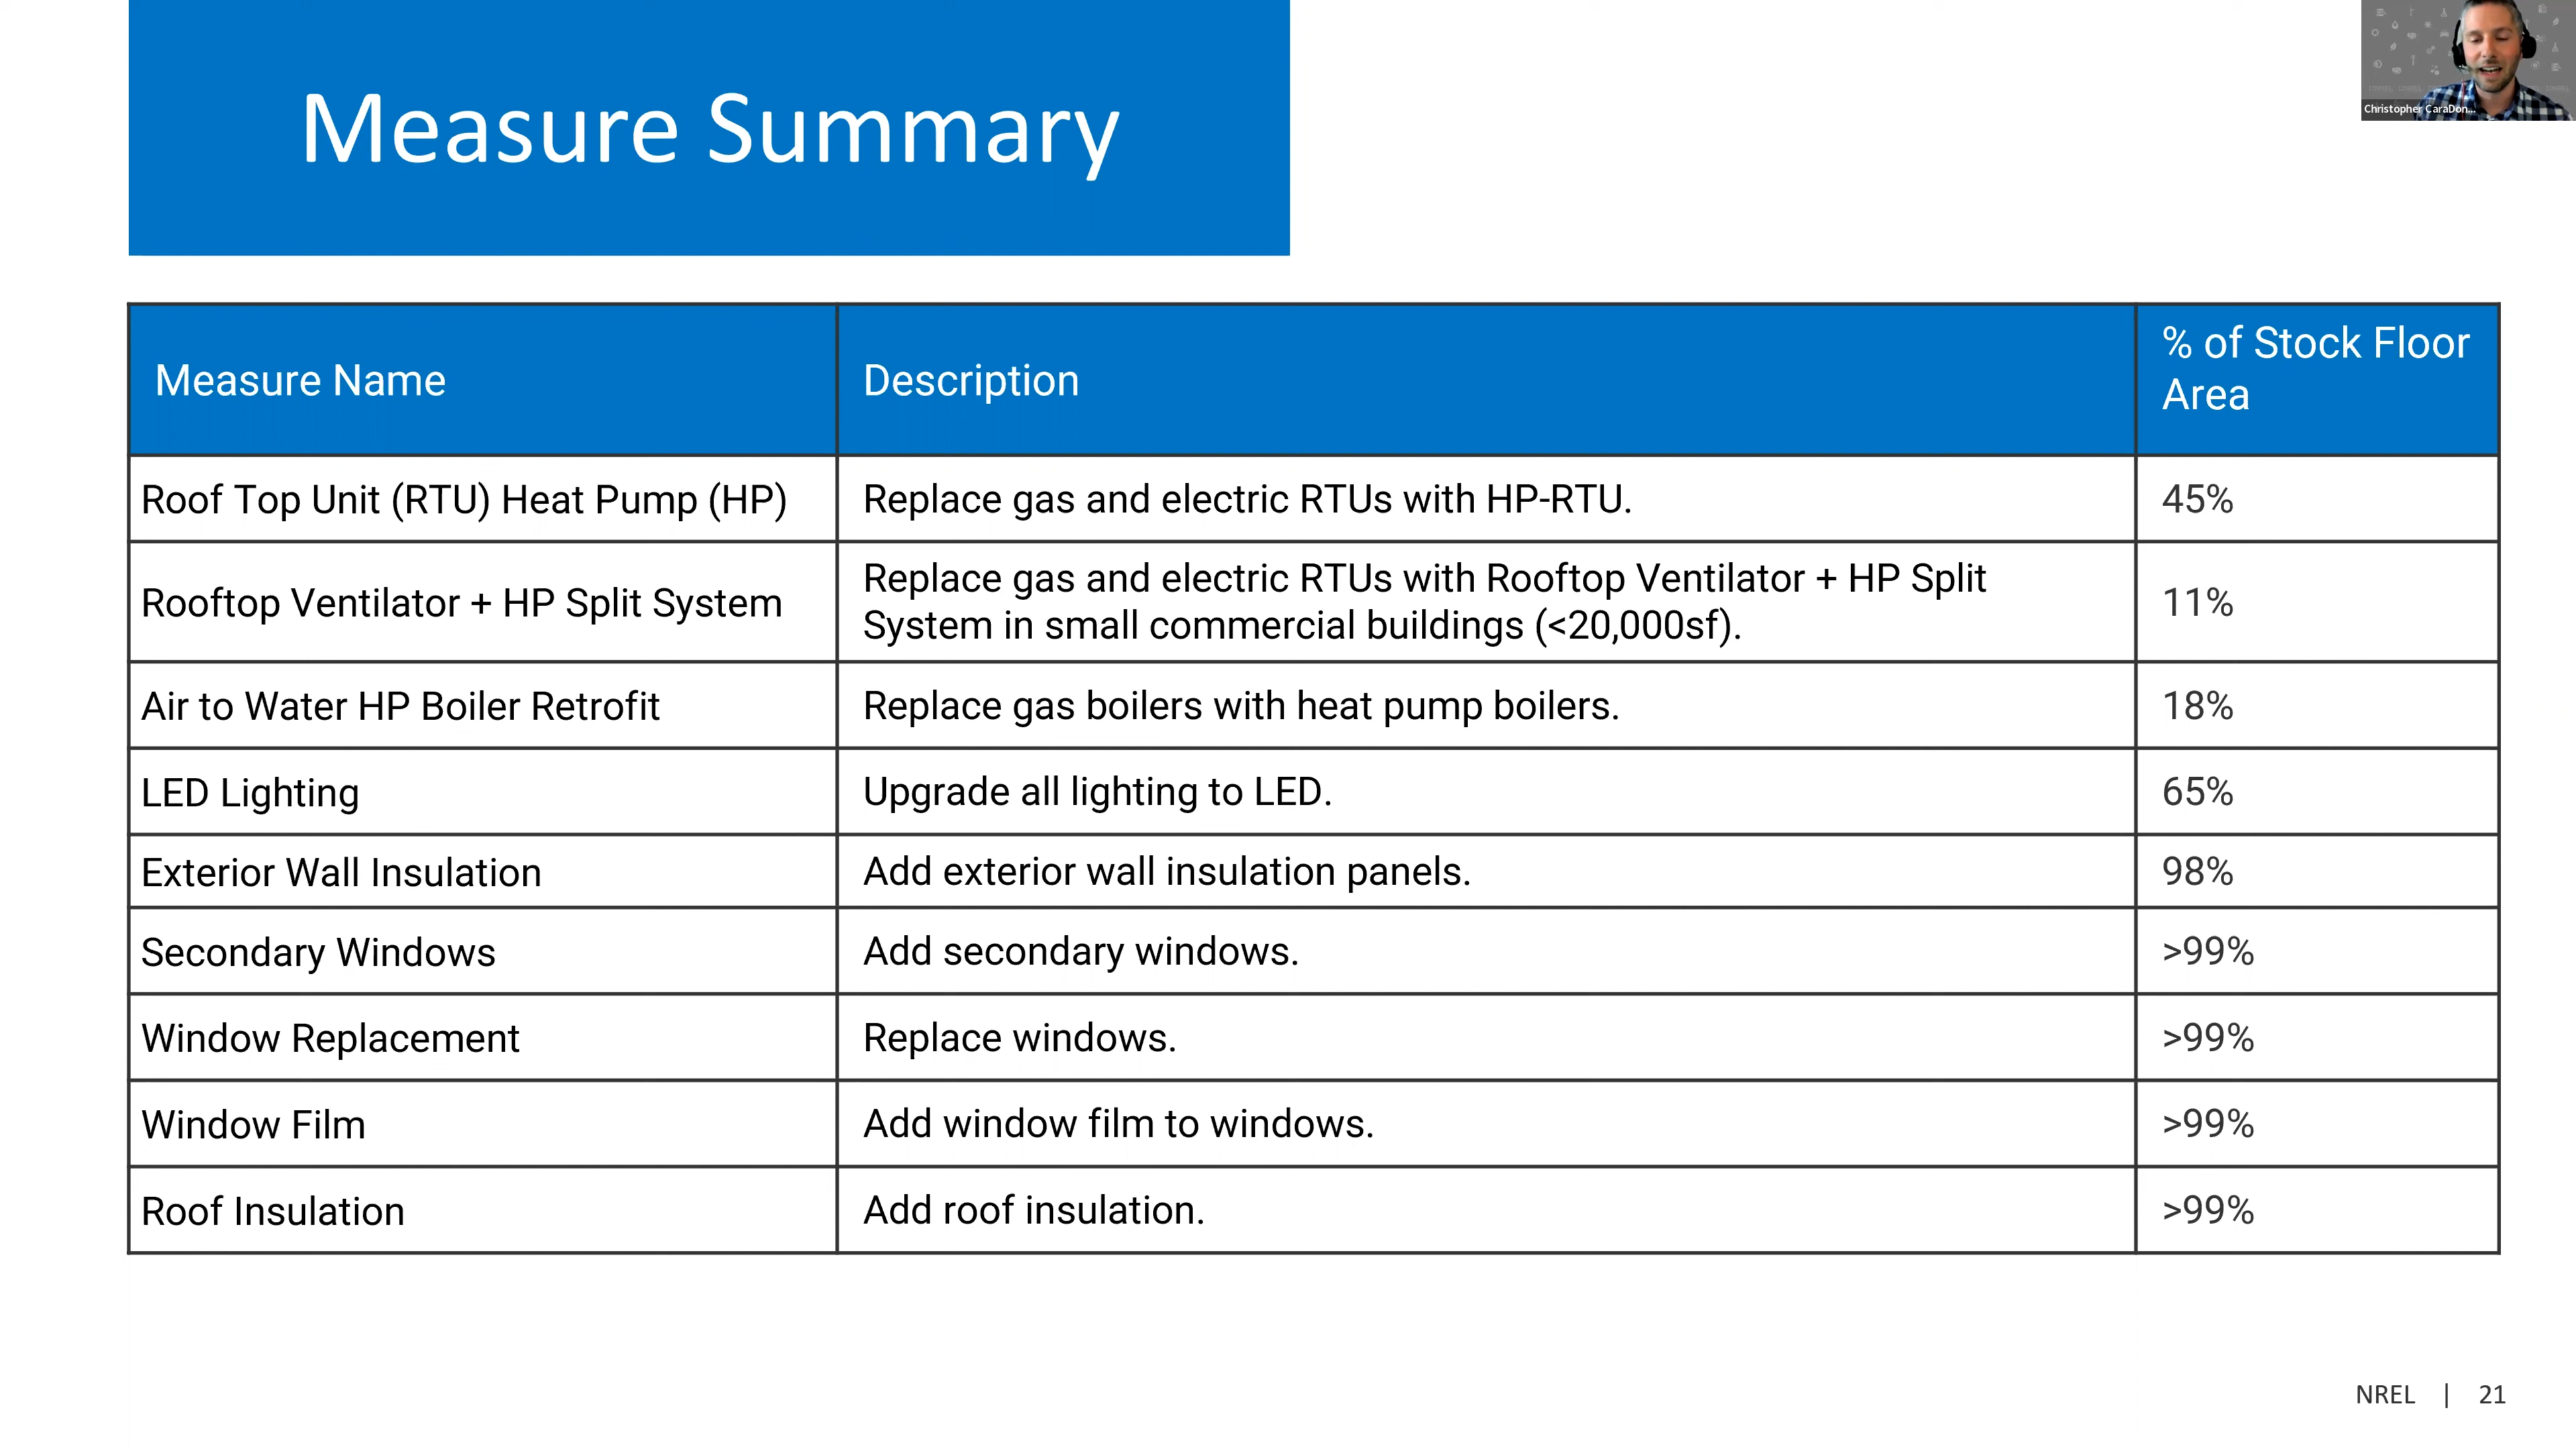 Measure Summary
Christopher CaraDon...
Measure Name
Description
% of Stock Floor
Area
Roof Top Unit (RTU) Heat Pump (HP)
Replace gas and electric RTUs with HP-RTU.
45%
Rooftop Ventilator + HP Split System
Replace gas and electric RTUs with Rooftop Ventilator + HP Split
System in small commercial buildings (<20,000sf).
11%
Air to Water HP Boiler Retrofit
Replace gas boilers with heat pump boilers.
18%
LED Lighting
Upgrade all lighting to LED.
65%
Exterior Wall Insulation
Add exterior wall insulation panels.
98%
Secondary Windows
Add secondary windows.
>99%
Window Replacement
Replace windows.
>99%
Window Film
Add window film to windows.
>99%
Roof Insulation
Add roof insulation.
>99%
NREL | 21